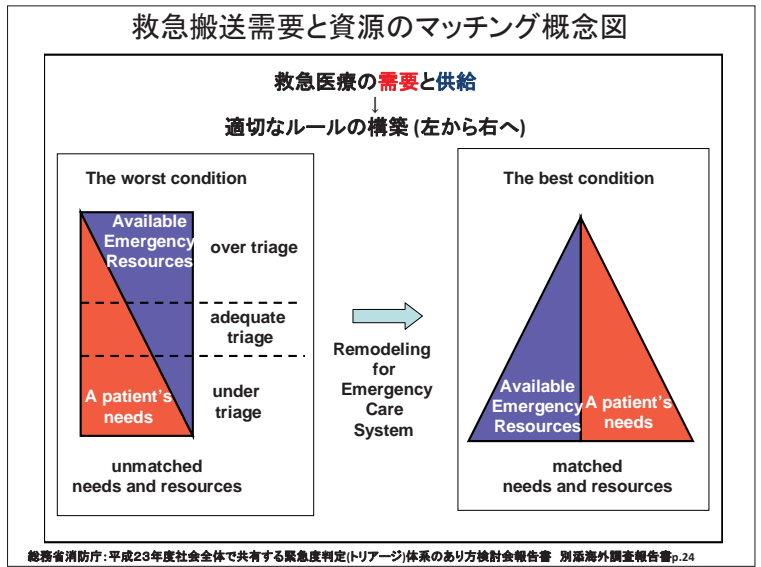 救急搬送需要と資源のマッチング概念図
救急医療の需要と供給
↓
適切なルールの構築 (左から右へ)
The worst condition
Available
Emergency
Resources
over triage
adequate
triage
A patient's
needs
under
triage
unmatched
needs and resources
Remodeling
for
Emergency
Care
System
The best condition
Available
Emergency
Resources
A patient's
needs
matched
needs and resources
総務省消防庁:平成23年度社会全体で共有する緊急度判定(トリアージ)体系のあり方検討会報告書 別添海外調査報告書p.24